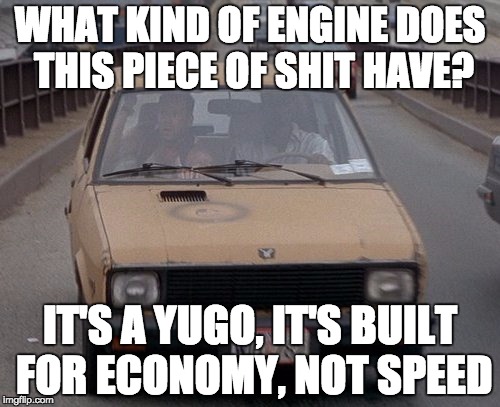 WHAT KIND OF ENGINE DOES
THIS PIECE OF SHIT HAVE?
IT'S A YUGO, IT'S BUILT
FOR ECONOMY, NOT SPEED
imgflip.com